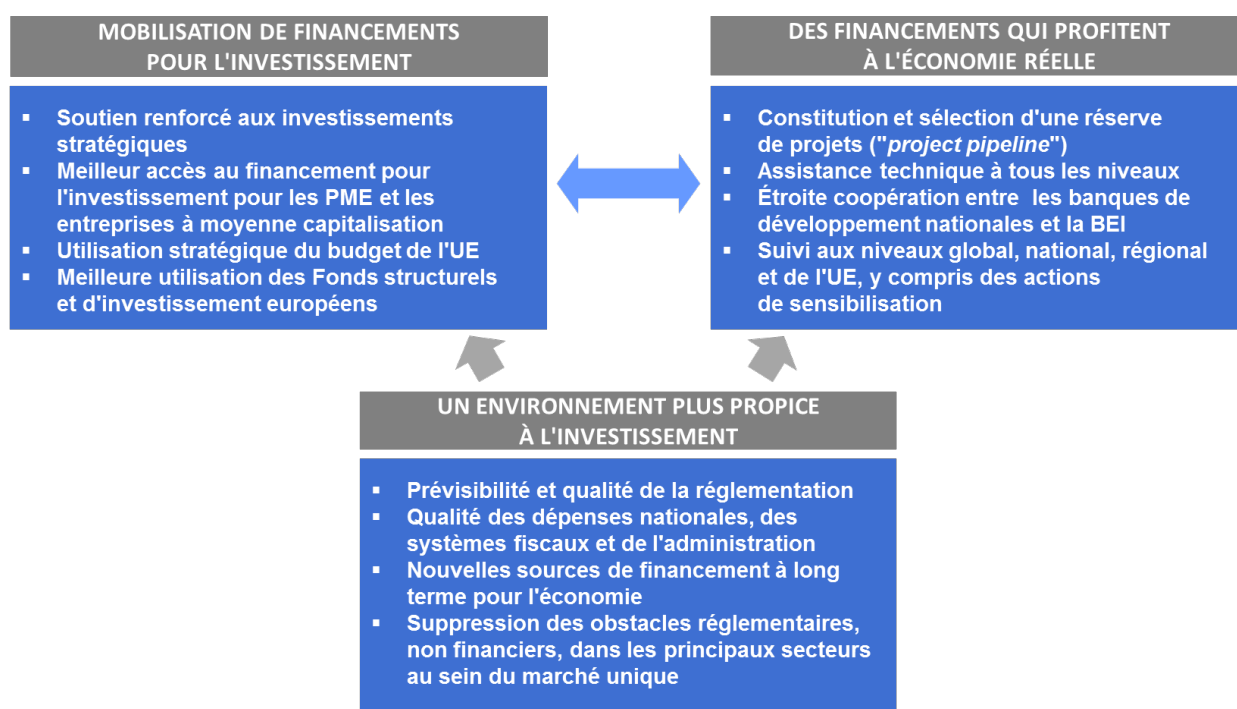 MOBILISATION DE FINANCEMENTS
POUR L'INVESTISSEMENT
▪ Soutien renforcé aux investissements
stratégiques
▪ Meilleur accès au financement pour
l'investissement pour les PME et les
entreprises à moyenne capitalisation
▪ Utilisation stratégique du budget de l'UE
▪ Meilleure utilisation des Fonds structurels
et d'investissement européens
DES FINANCEMENTS QUI PROFITENT
À L'ÉCONOMIE RÉELLE
▪ Constitution et sélection d'une réserve
de projets ("project pipeline")
▪ Assistance technique à tous les niveaux
▪ Étroite coopération entre les banques de
développement nationales et la BEI
▪ Suivi aux niveaux global, national, régional
et de l'UE, y compris des actions
de sensibilisation
UN ENVIRONNEMENT PLUS PROPICE
À L'INVESTISSEMENT
▪ Prévisibilité et qualité de la réglementation
▪ Qualité des dépenses nationales, des
systèmes fiscaux et de l'administration
▪ Nouvelles sources de financement à long
terme pour l'économie
▪ Suppression des obstacles réglementaires,
non financiers, dans les principaux secteurs
au sein du marché unique